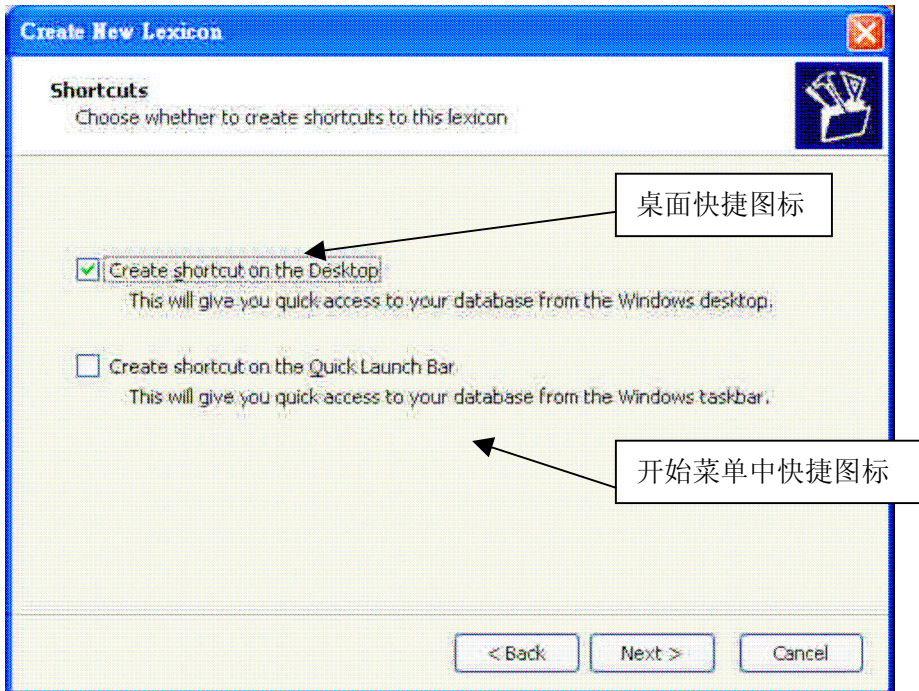 Create New Lexicon
Shortcuts
Choose whether to create shortcuts to this lexicon
桌面快捷图标
Create shortcut on the Desktop
This will give you quick access to your database from the Windows desktop.
Create shortcut on the Quick Launch Bar
This will give you quick access to your database from the Windows taskbar.
开始菜单中快捷图标
< Back
Next >
Cancel